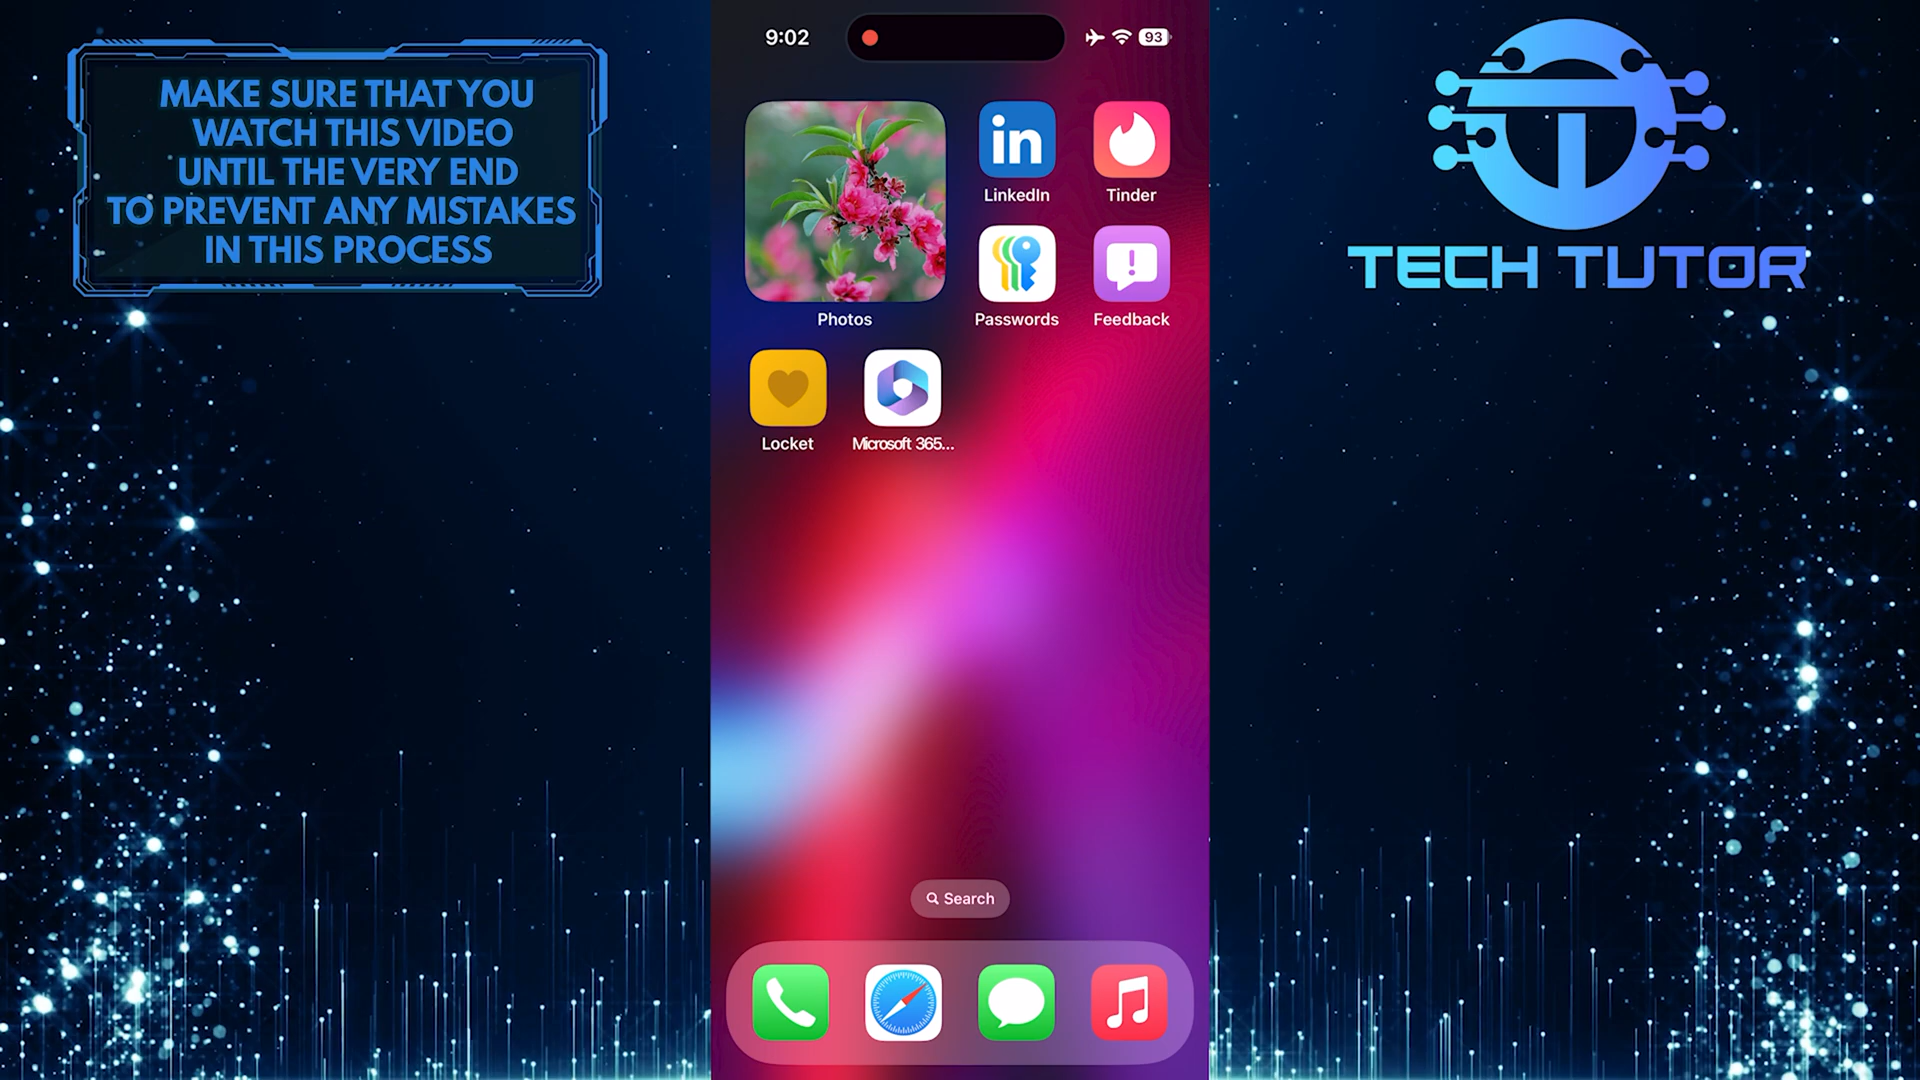 MAKE SURE THAT YOU
WATCH THIS VIDEO
UNTIL THE VERY END
TO PREVENT ANY MISTAKES
IN THIS PROCESS
9:02
93
LinkedIn
Tinder
Photos
Passwords
Feedback
Locket
Microsoft 365...
Search
TECH TUTOR